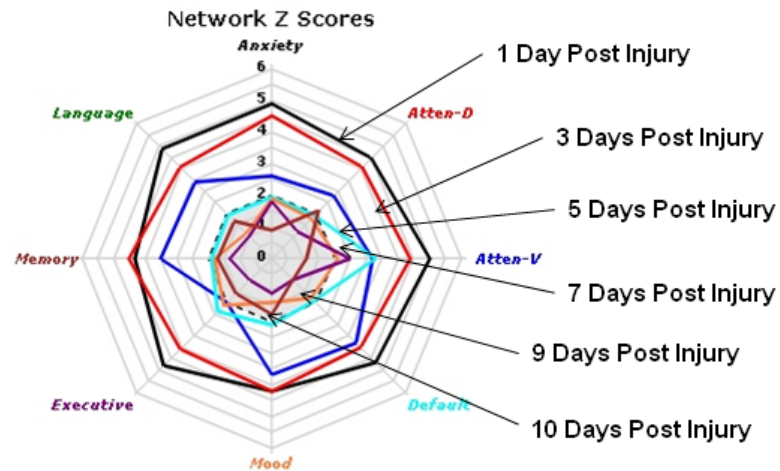 Network Z Scores
Anxiety
6
1 Day Post Injury
5
Language
Atten-D
4
3 Days Post Injury
3
2
5 Days Post Injury
1
Memory
0
Atten-V
7 Days Post Injury
9 Days Post Injury
Executive
Default
10 Days Post Injury
Mood